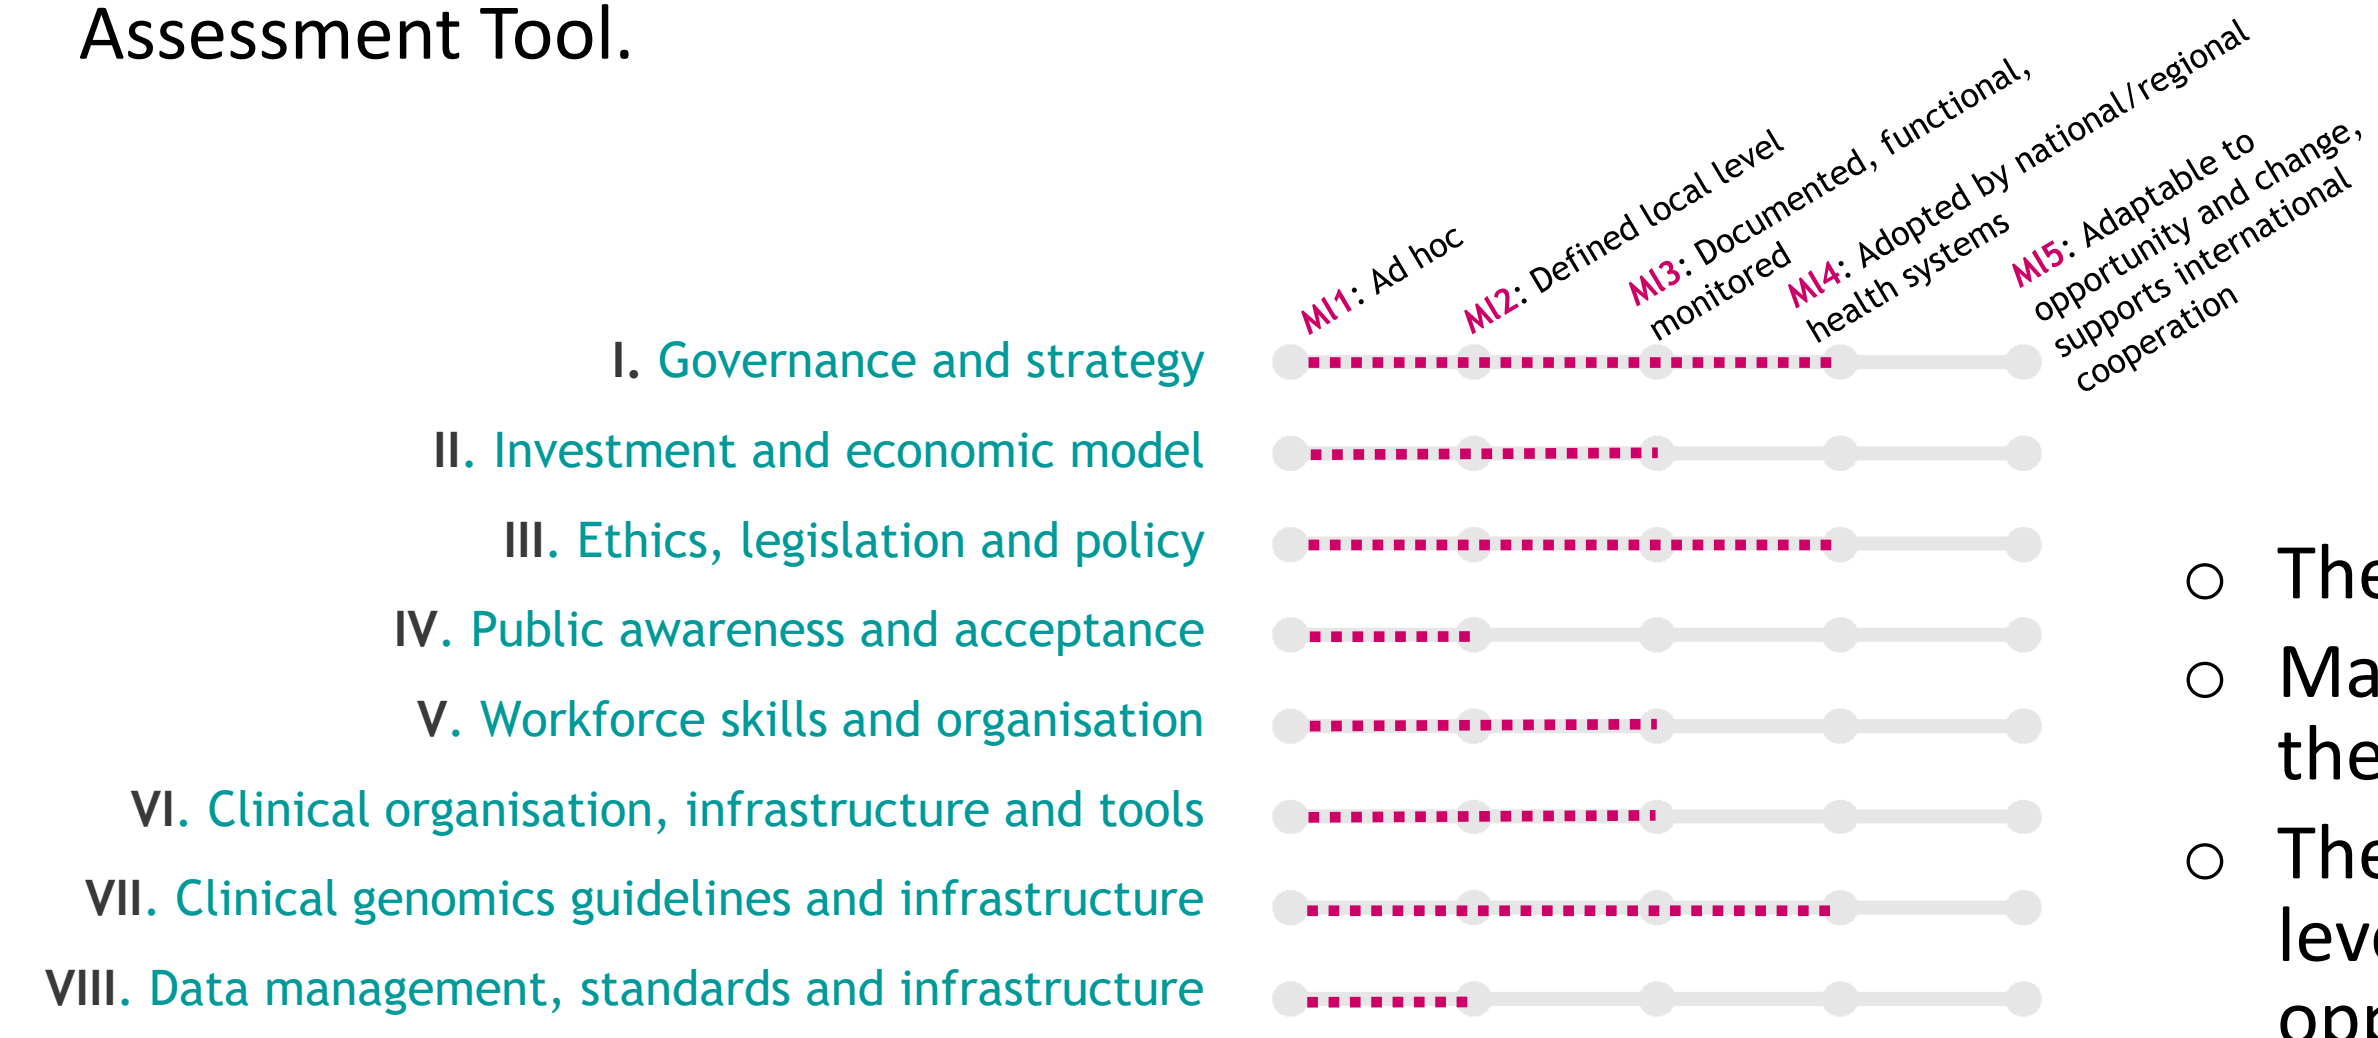 Assessment Tool.
MI1: Ad hoc
MI2: Defined local level
MI3: Documented, functional,
monitored
MI4: Adopted by national/regional
health systems
MI5: Adaptable to
opportunity and change,
supports international
cooperation
I. Governance and strategy
II. Investment and economic model
III. Ethics, legislation and policy
IV. Public awareness and acceptance
V. Workforce skills and organisation
VI. Clinical organisation, infrastructure and tools
VII. Clinical genomics guidelines and infrastructure
VIII. Data management, standards and infrastructure